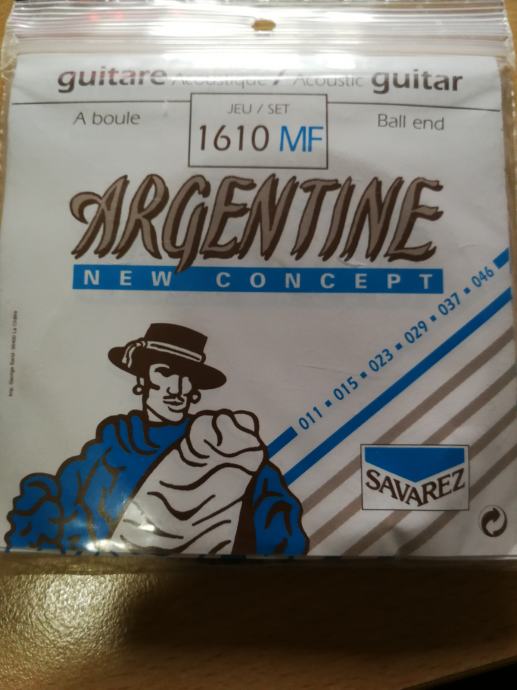 guitare Acoustique / Acoustic guitar
A boule
JEU / SET
Ball end
1610 MF
ARGENTINE
NEW CONCEPT
011 ▪ 015 ▪ 023 ▪ 029 ▪ 037 ▪ 046
SAVAREZ